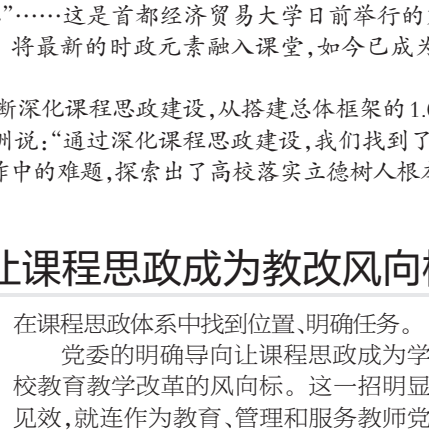 ”……这是首都经济贸易大学日前举行的
将最新的时政元素融入课堂,如今已成为
断深化课程思政建设,从搭建总体框架的1.
洲说:“通过深化课程思政建设,我们找到了
作中的难题,探索出了高校落实立德树人根本
让课程思政成为教改风向标
在课程思政体系中找到位置、明确任务。
党委的明确导向让课程思政成为学
校教育教学改革的风向标。这一招明显
见效,就连作为教育、管理和服务教师党